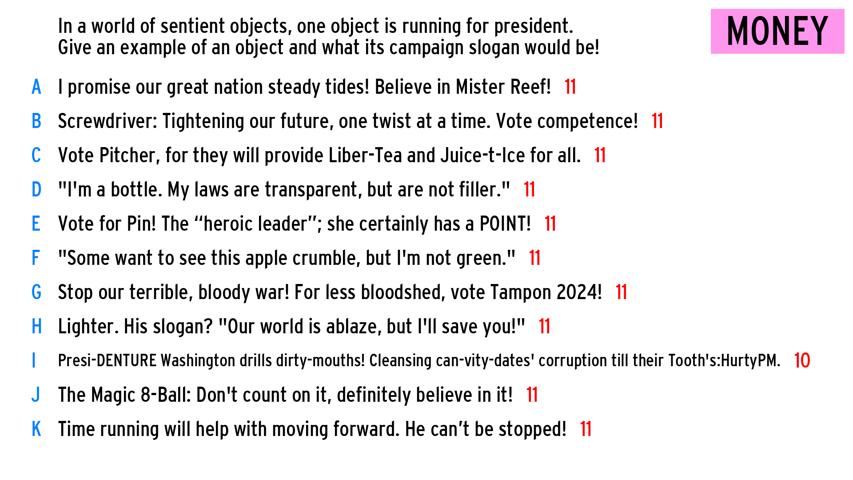 In a world of sentient objects, one object is running for president.
Give an example of an object and what its campaign slogan would be!
MONEY
A I promise our great nation steady tides! Believe in Mister Reef! 11
B Screwdriver: Tightening our future, one twist at a time. Vote competence! 11
C Vote Pitcher, for they will provide Liber-Tea and Juice-t-Ice for all. 11
D "I'm a bottle. My laws are transparent, but are not filler." 11
E Vote for Pin! The “heroic leader”; she certainly has a POINT! 11
F "Some want to see this apple crumble, but I'm not green." 11
G Stop our terrible, bloody war! For less bloodshed, vote Tampon 2024! 11
H Lighter. His slogan? "Our world is ablaze, but I'll save you!" 11
I Presi-DENTURE Washington drills dirty-mouths! Cleansing can-vity-dates' corruption till their Tooth's:HurtyPM. 10
J The Magic 8-Ball: Don't count on it, definitely believe in it! 11
K Time running will help with moving forward. He can’t be stopped! 11